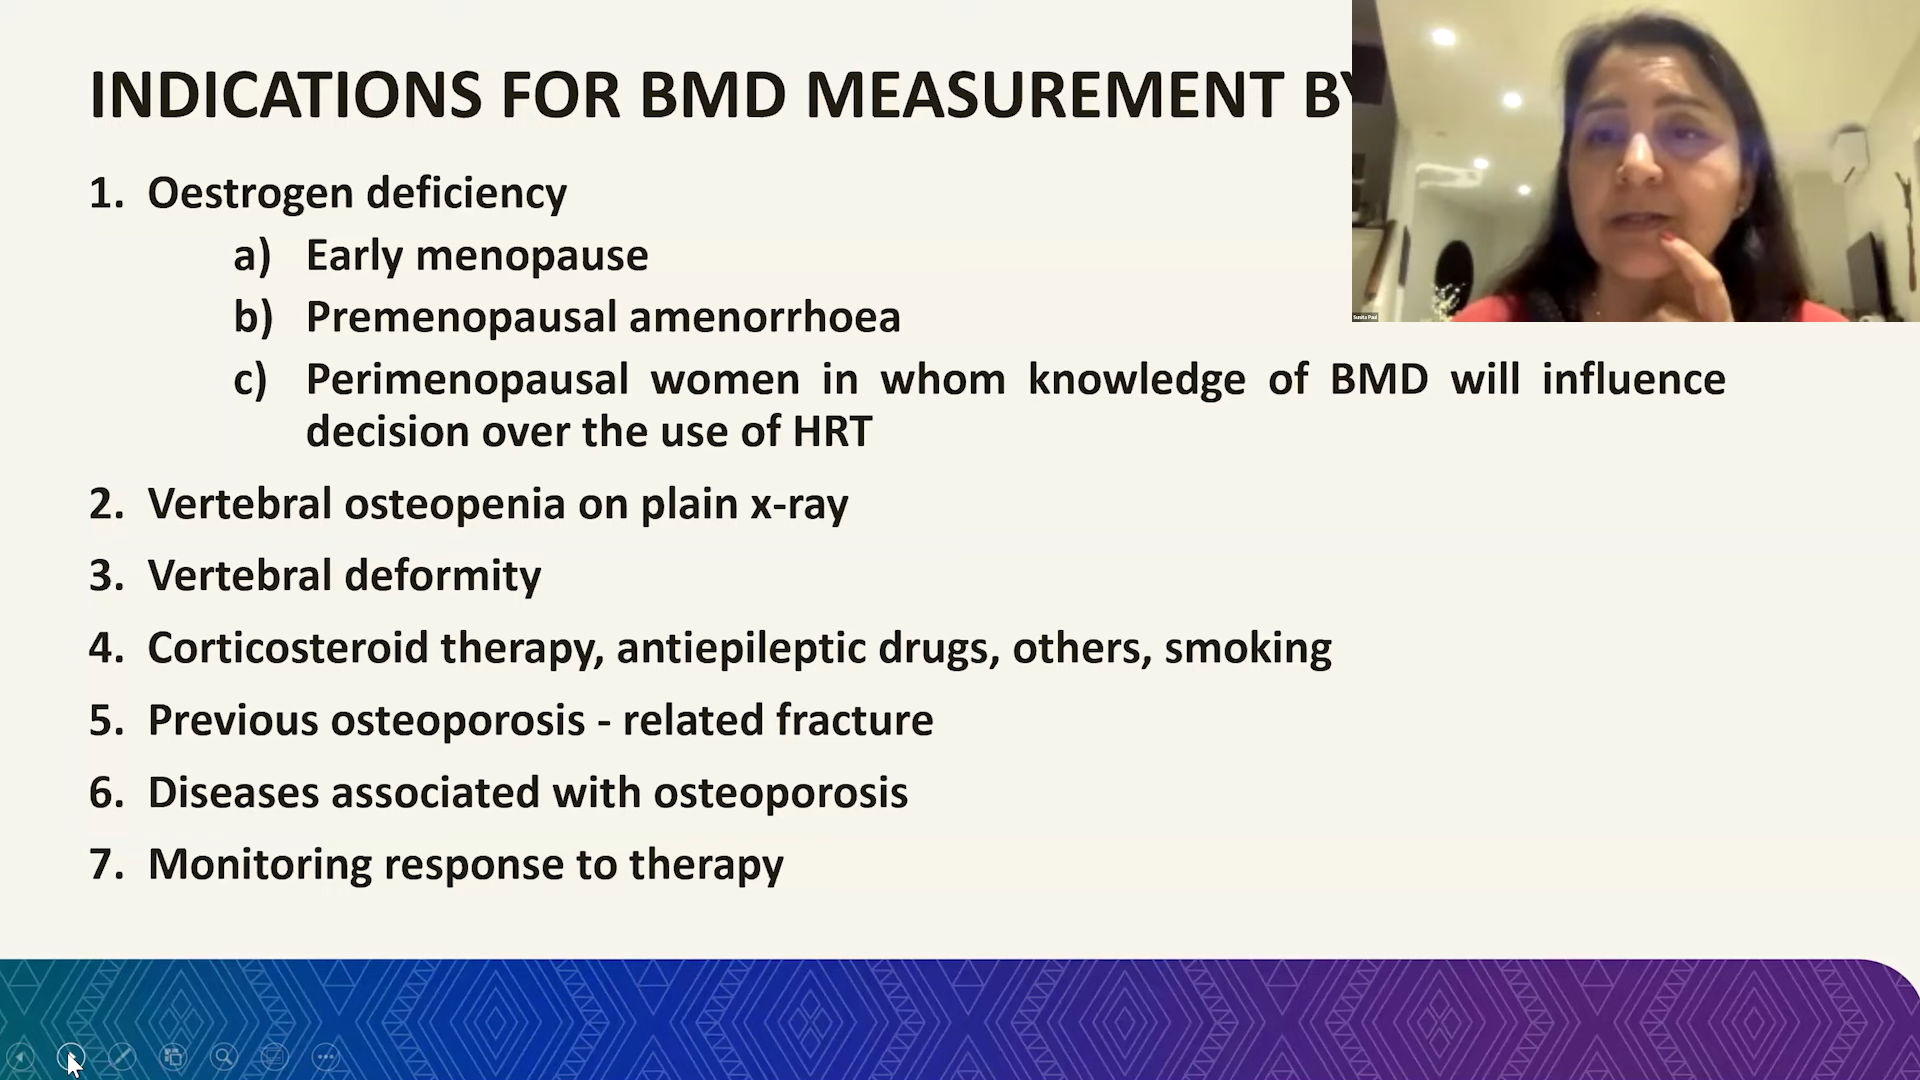 INDICATIONS FOR BMD MEASUREMENT BY
1. Oestrogen deficiency
a) Early menopause
b) Premenopausal amenorrhoea
c) Perimenopausal women in whom knowledge of BMD will influence
decision over the use of HRT
2. Vertebral osteopenia on plain x-ray
3. Vertebral deformity
4. Corticosteroid therapy, antiepileptic drugs, others, smoking
5. Previous osteoporosis - related fracture
6. Diseases associated with osteoporosis
7. Monitoring response to therapy
Sunita Paul